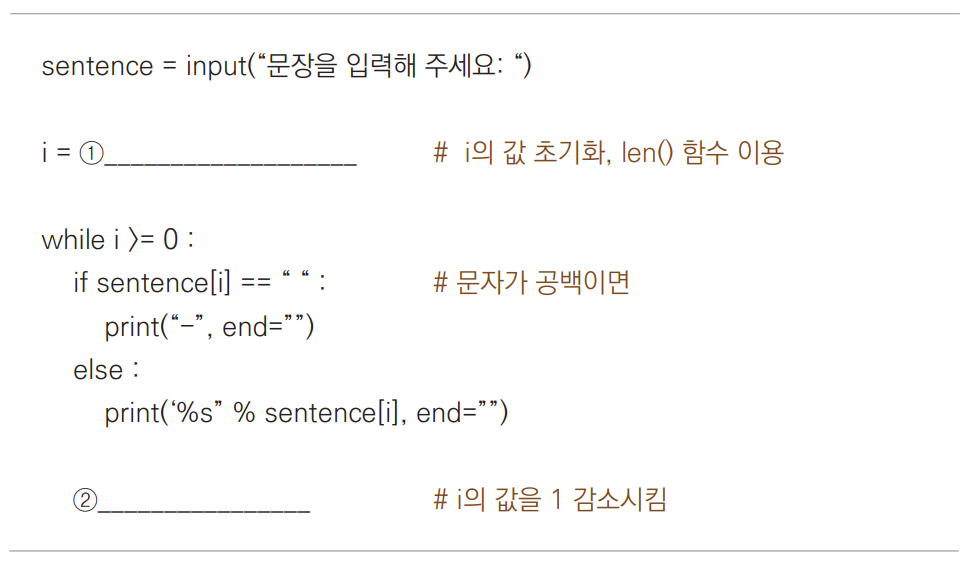 sentence = input(“문장을 입력해 주세요: “)
i = ①___________________ # i의 값 초기화, len() 함수 이용
while i >= 0 :
if sentence[i] == “ “ : # 문자가 공백이면
print(“-”, end=””)
else :
print(‘%s” % sentence[i], end=””)
②________________ # i의 값을 1 감소시킴